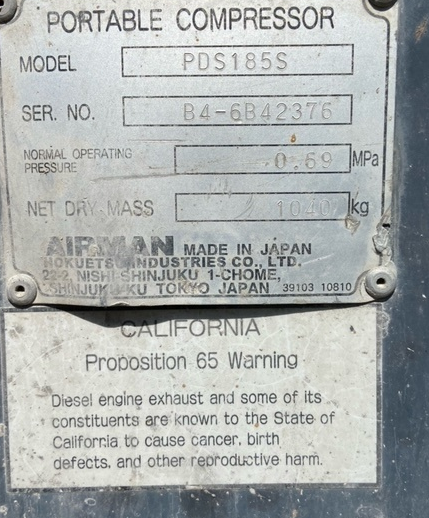 PORTABLE COMPRESSOR
MODEL PDS185S
SER. NO. B4-6B42376
NORMAL OPERATING
PRESSURE 0.69 MPa
NET DRY MASS 1040 kg
AIRMAN MADE IN JAPAN
HOKUETSU INDUSTRIES CO., LTD.
22-2, NISHI-SHINJUKU 1-CHOME,
SHINJUKU-KU TOKYO JAPAN 39103 10810
CALIFORNIA
Proposition 65 Warning
Diesel engine exhaust and some of its
constituents are known to the State of
California to cause cancer, birth
defects, and other reproductive harm.